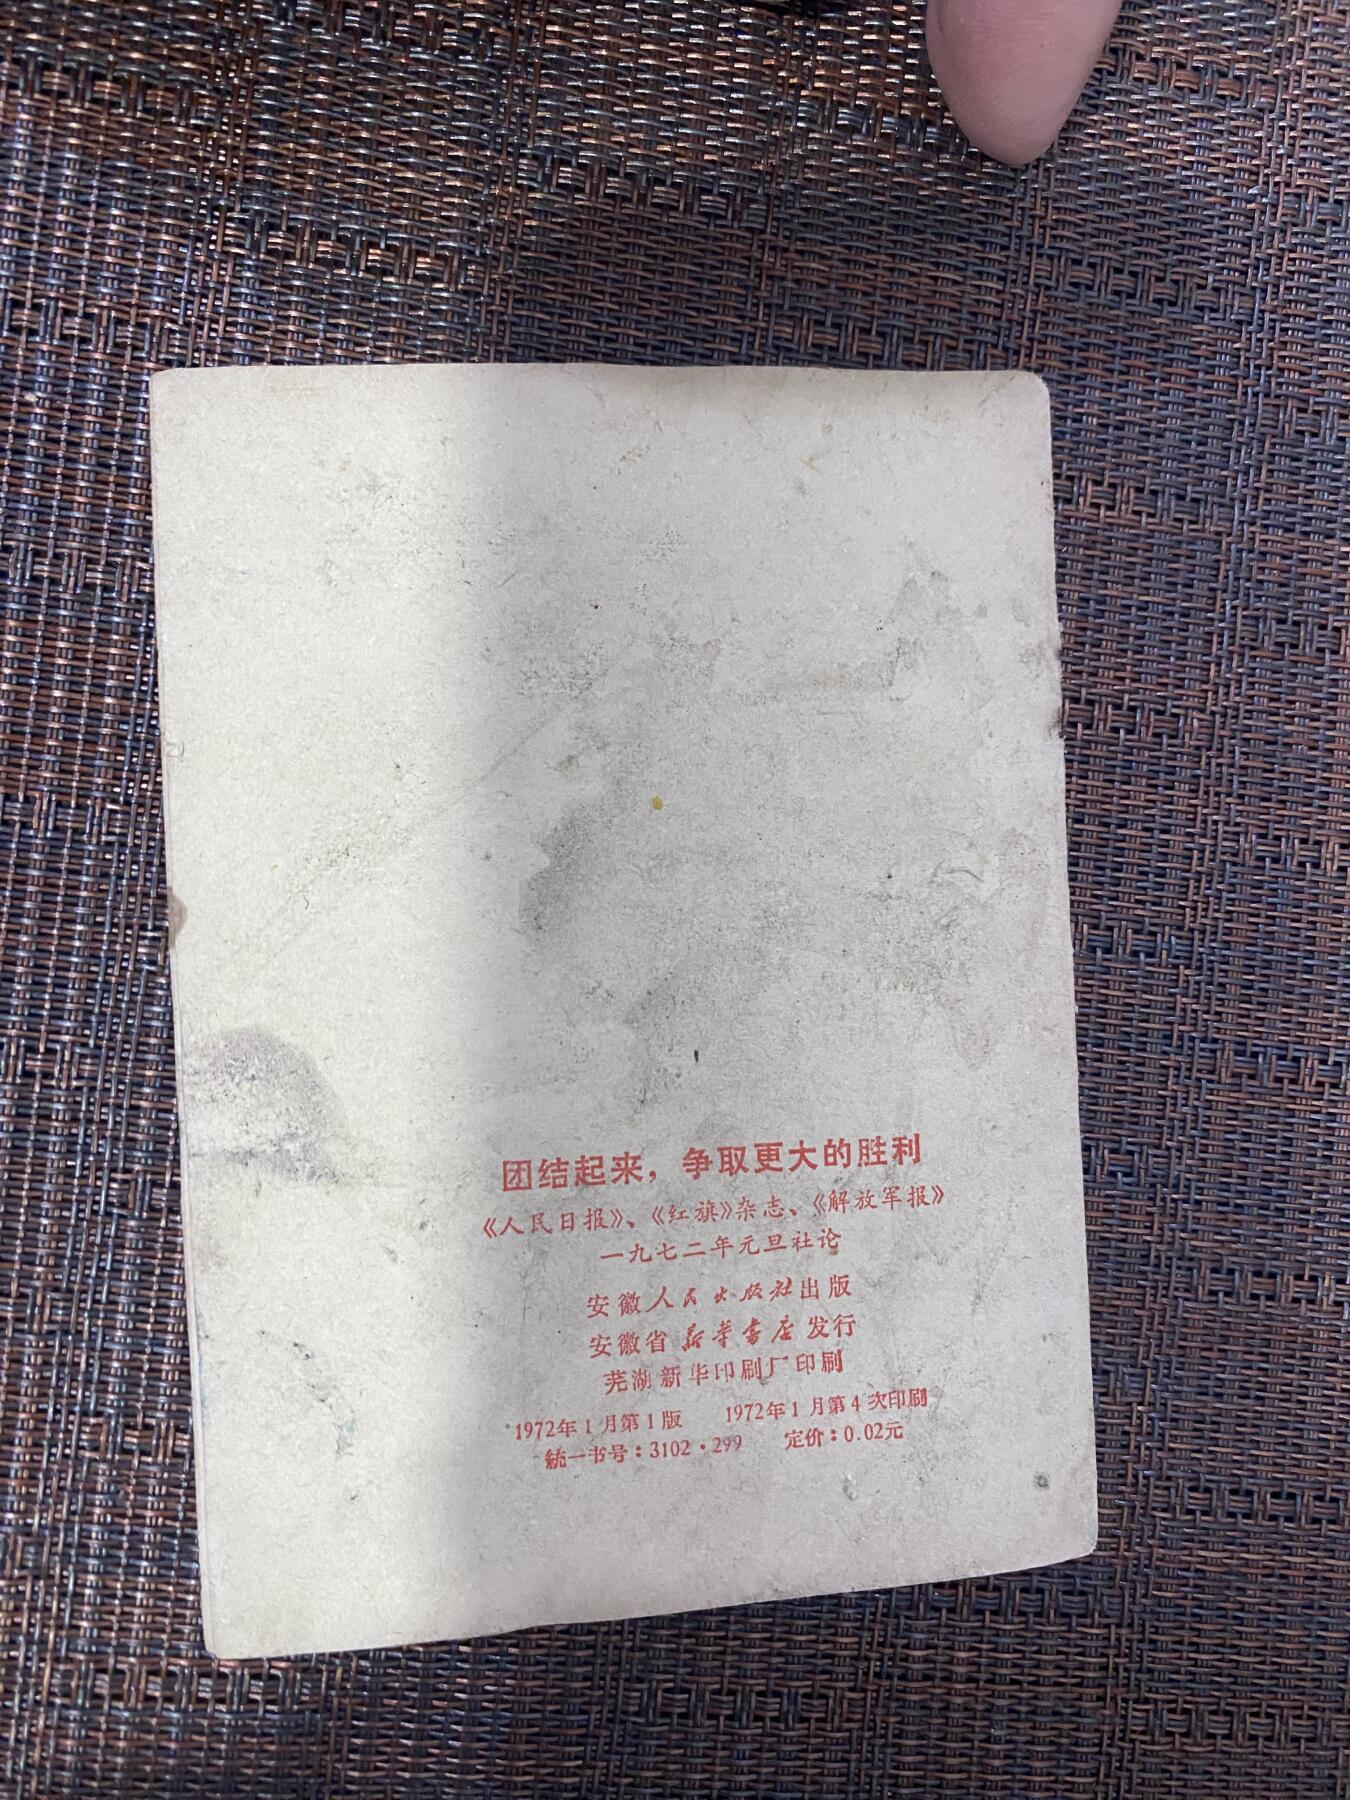 团结起来，争取更大的胜利
《人民日报》、《红旗》杂志、《解放军报》
一九七二年元旦社论
安徽人民出版社出版
安徽省新华书店发行
芜湖新华印刷厂印刷
1972年1月第1版 1972年1月第4次印刷
統一书号：3102·299 定价：0.02元